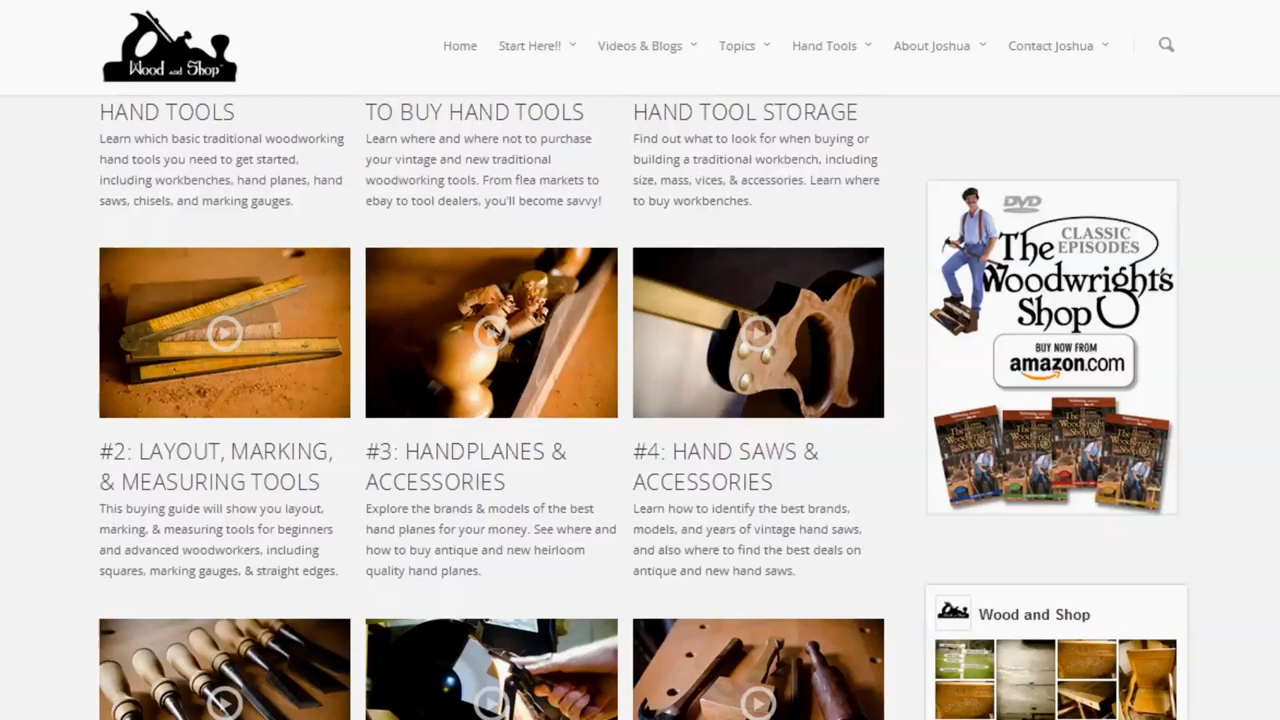 Wood and Shop
Home
Start Here!!
Videos & Blogs
Topics
Hand Tools
About Joshua
Contact Joshua
HAND TOOLS
Learn which basic traditional woodworking
hand tools you need to get started,
including workbenches, hand planes, hand
saws, chisels, and marking gauges.
TO BUY HAND TOOLS
Learn where and where not to purchase
your vintage and new traditional
woodworking tools. From flea markets to
ebay to tool dealers, you'll become savvy!
HAND TOOL STORAGE
Find out what to look for when buying or
building a traditional workbench, including
size, mass, vices, & accessories. Learn where
to buy workbenches.
#2: LAYOUT, MARKING,
& MEASURING TOOLS
This buying guide will show you layout,
marking, & measuring tools for beginners
and advanced woodworkers, including
squares, marking gauges, & straight edges.
#3: HANDPLANES &
ACCESSORIES
Explore the brands & models of the best
hand planes for your money. See where and
how to buy antique and new heirloom
quality hand planes.
#4: HAND SAWS &
ACCESSORIES
Learn how to identify the best brands,
models, and years of vintage hand saws,
and also where to find the best deals on
antique and new hand saws.
DVD
CLASSIC
EPISODES
The
Woodwright's
Shop
BUY NOW FROM
amazon.com
Wood and Shop